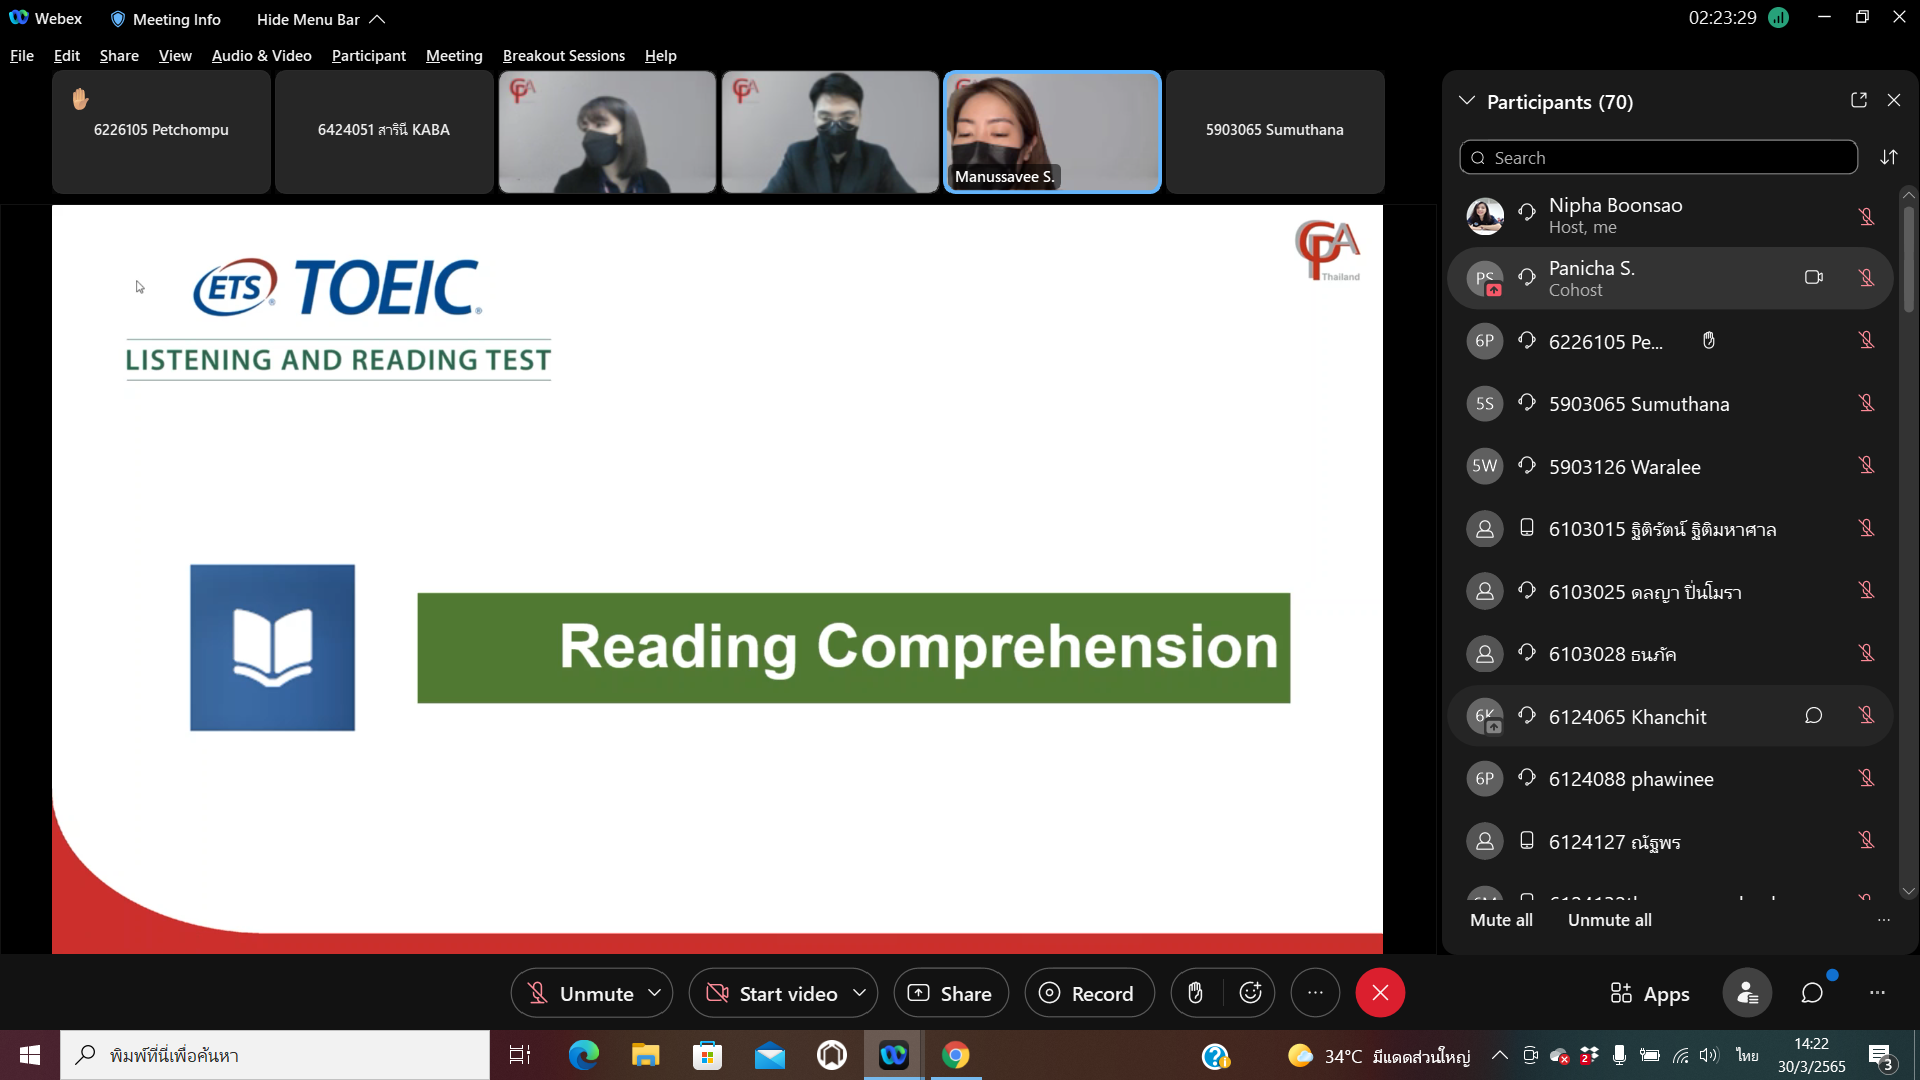 Webex
Meeting Info
Hide Menu Bar
02:23:29
File Edit Share View Audio & Video Participant Meeting Breakout Sessions Help
6226105 Petchompu
6424051 สารินี KABA
CPA
CPA
Manussavee S.
5903065 Sumuthana
ETS TOEIC
LISTENING AND READING TEST
CPA
Thailand
Reading Comprehension
Participants (70)
Search
Nipha Boonsao
Host, me
PS
Panicha S.
Cohost
6P 6226105 Pe...
5S 5903065 Sumuthana
5W 5903126 Waralee
6103015 ฐิติรัตน์ ฐิติมหาศาล
6103025 ดลญา ปิ่นโมรา
6103028 ธนภัค
6K 6124065 Khanchit
6P 6124088 phawinee
6124127 ณัฐพร
Mute all Unmute all
Unmute Start video Share Record Apps
พิมพ์ที่นี่เพื่อค้นหา
34°C มีแดดส่วนใหญ่
2
ไทย
14:22
30/3/2565
3